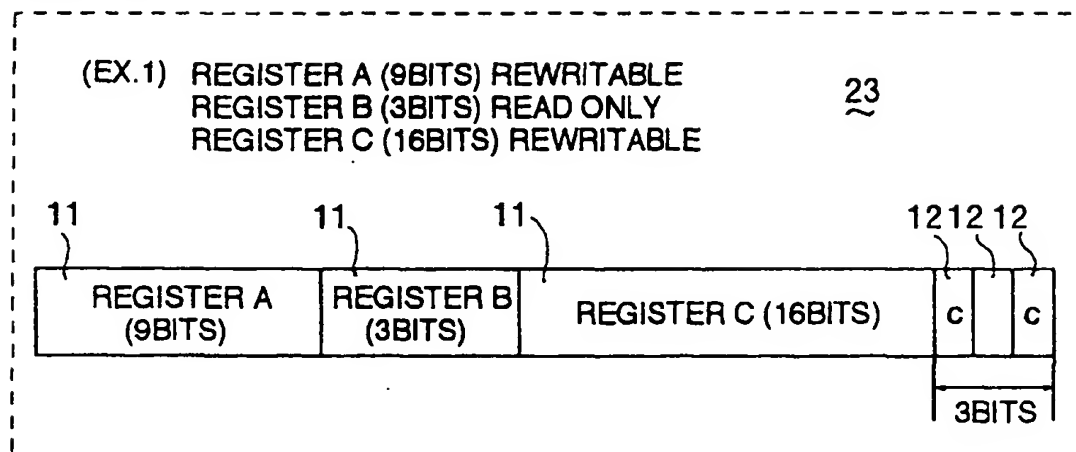 (EX.1) REGISTER A (9BITS) REWRITABLE
REGISTER B (3BITS) READ ONLY
REGISTER C (16BITS) REWRITABLE
23
11 11 11 12 12 12
REGISTER A
(9BITS)
REGISTER B
(3BITS)
REGISTER C (16BITS)
C C
3BITS